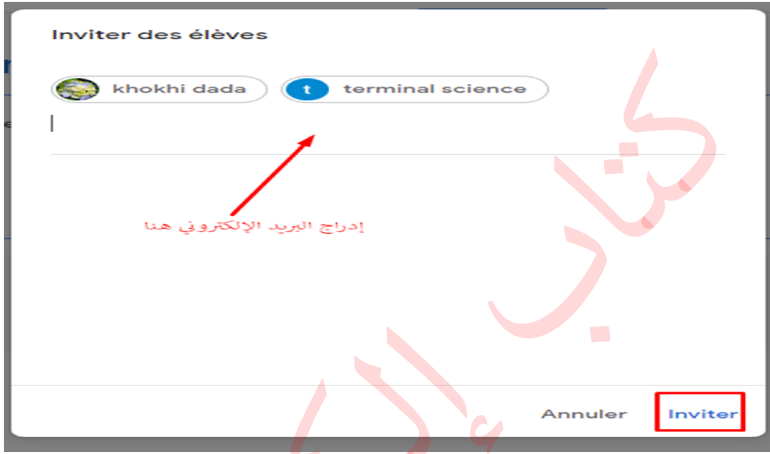 Inviter des élèves
khokhi dada
t terminal science
إدراج البريد الإلكتروني هنا
Annuler Inviter
كتاب